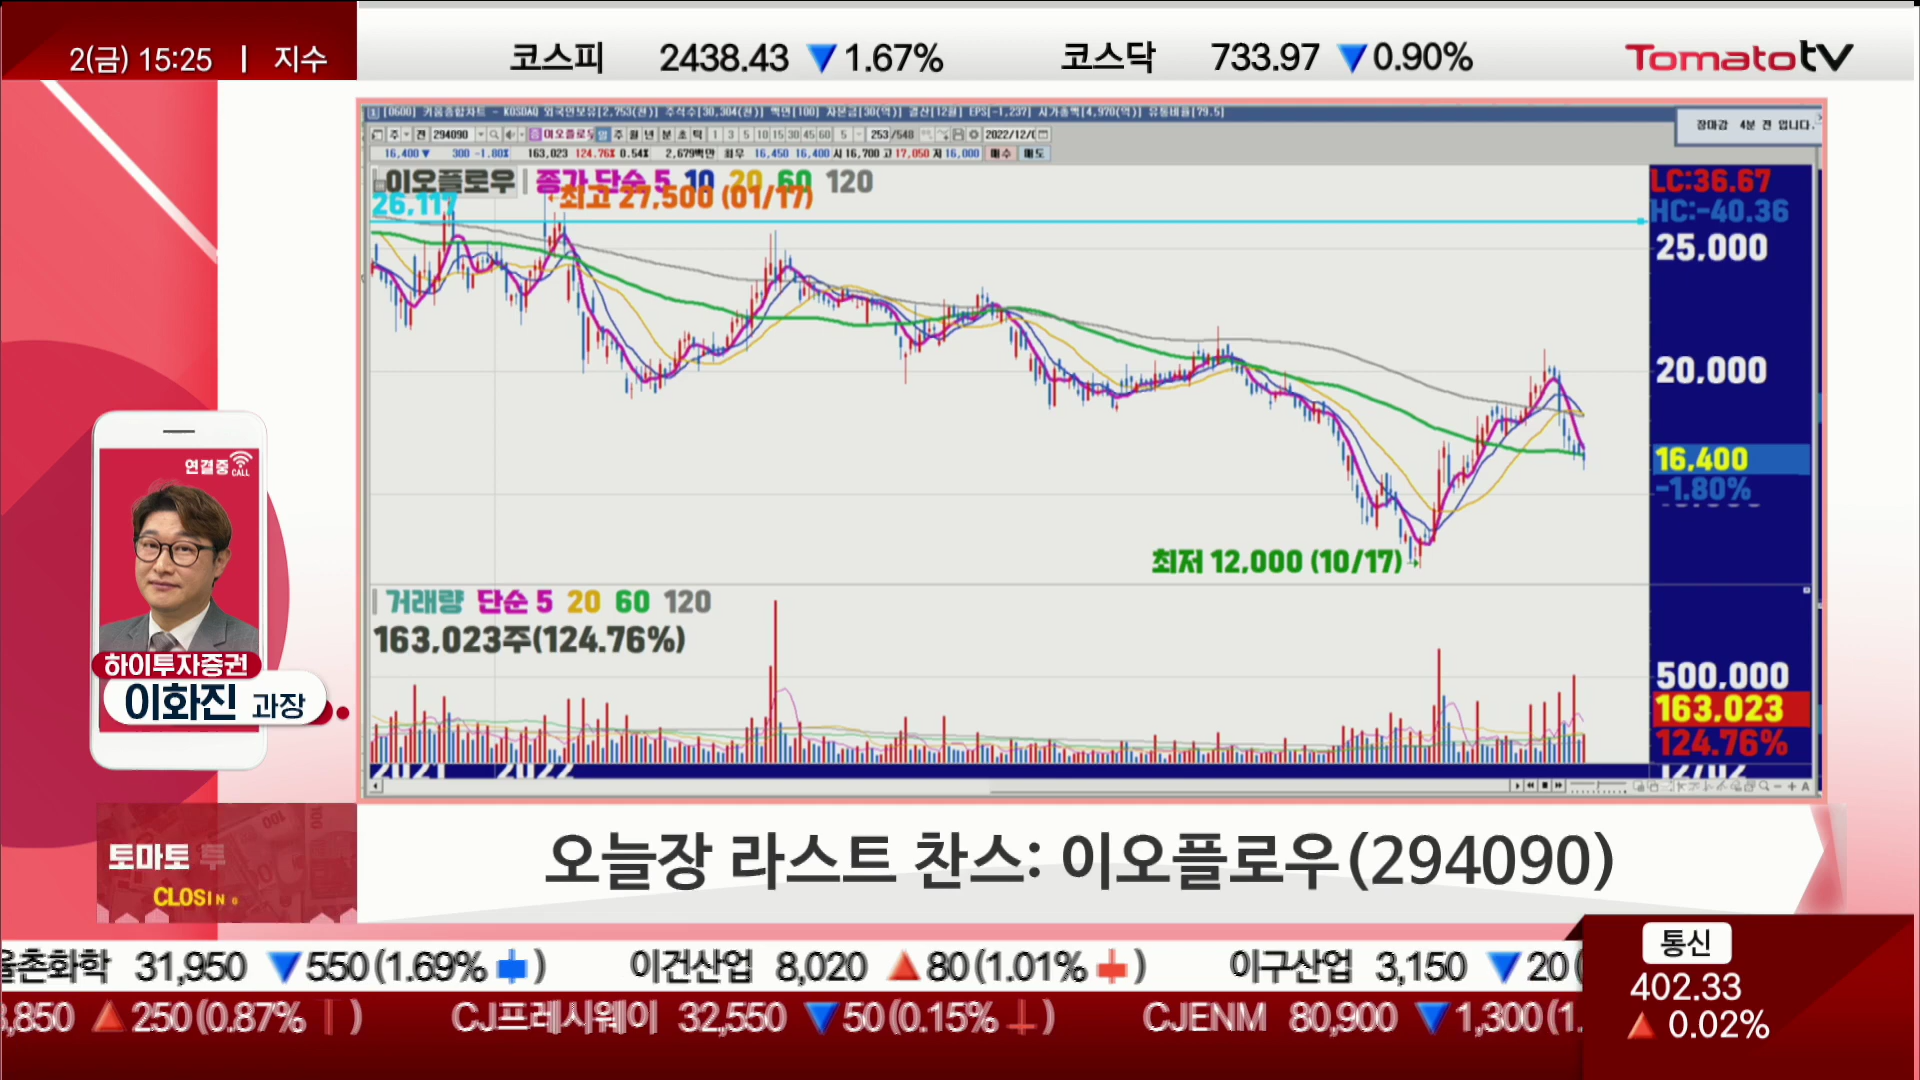 2(금) 15:25 | 지수
코스피 2438.43 ▼ 1.67%
코스닥 733.97 ▼ 0.90%
Tomato tv
[0600] 키움종합차트 - KOSDAQ 외국인보유[2,753(천)] 주식수[30,304(천)] 액면[100] 자본금[30(억)] 결산[12월] EPS[-1,237] 시가총액[4,970(억)] 유통비율[79.5]
장마감 4분 전 입니다.
주 전 294090 이오플로우 일 주 월 년 분 초 틱 1 3 5 10 15 30 45 60 5 253/548
16,400▼ 300 -1.80% 163,023 124.76% 0.54% 2,679백만 최우 16,450 16,400 시 16,700 고 17,050 저 16,000 매수 매도
이오플로우 종가 단순 5 10 20 60 120
26,117 최고 27,500 (01/17)
LC:36.67
HC:-40.36
25,000
20,000
16,400
-1.80%
최저 12,000 (10/17)
거래량 단순 5 20 60 120
163,023주(124.76%)
500,000
163,023
124.76%
2021 2022 12/02
연결중 CALL
하이투자증권
이화진 과장
토마토 투
CLOSING
오늘장 라스트 찬스: 이오플로우(294090)
율촌화학 31,950 ▼ 550(1.69% ) 이건산업 8,020 ▲ 80(1.01% ) 이구산업 3,150 ▼ 20(
3,850 ▲ 250(0.87% ) CJ프레시웨이 32,550 ▼ 50(0.15% ) CJENM 80,900 ▼ 1,300(1.
통신
402.33
▲ 0.02%